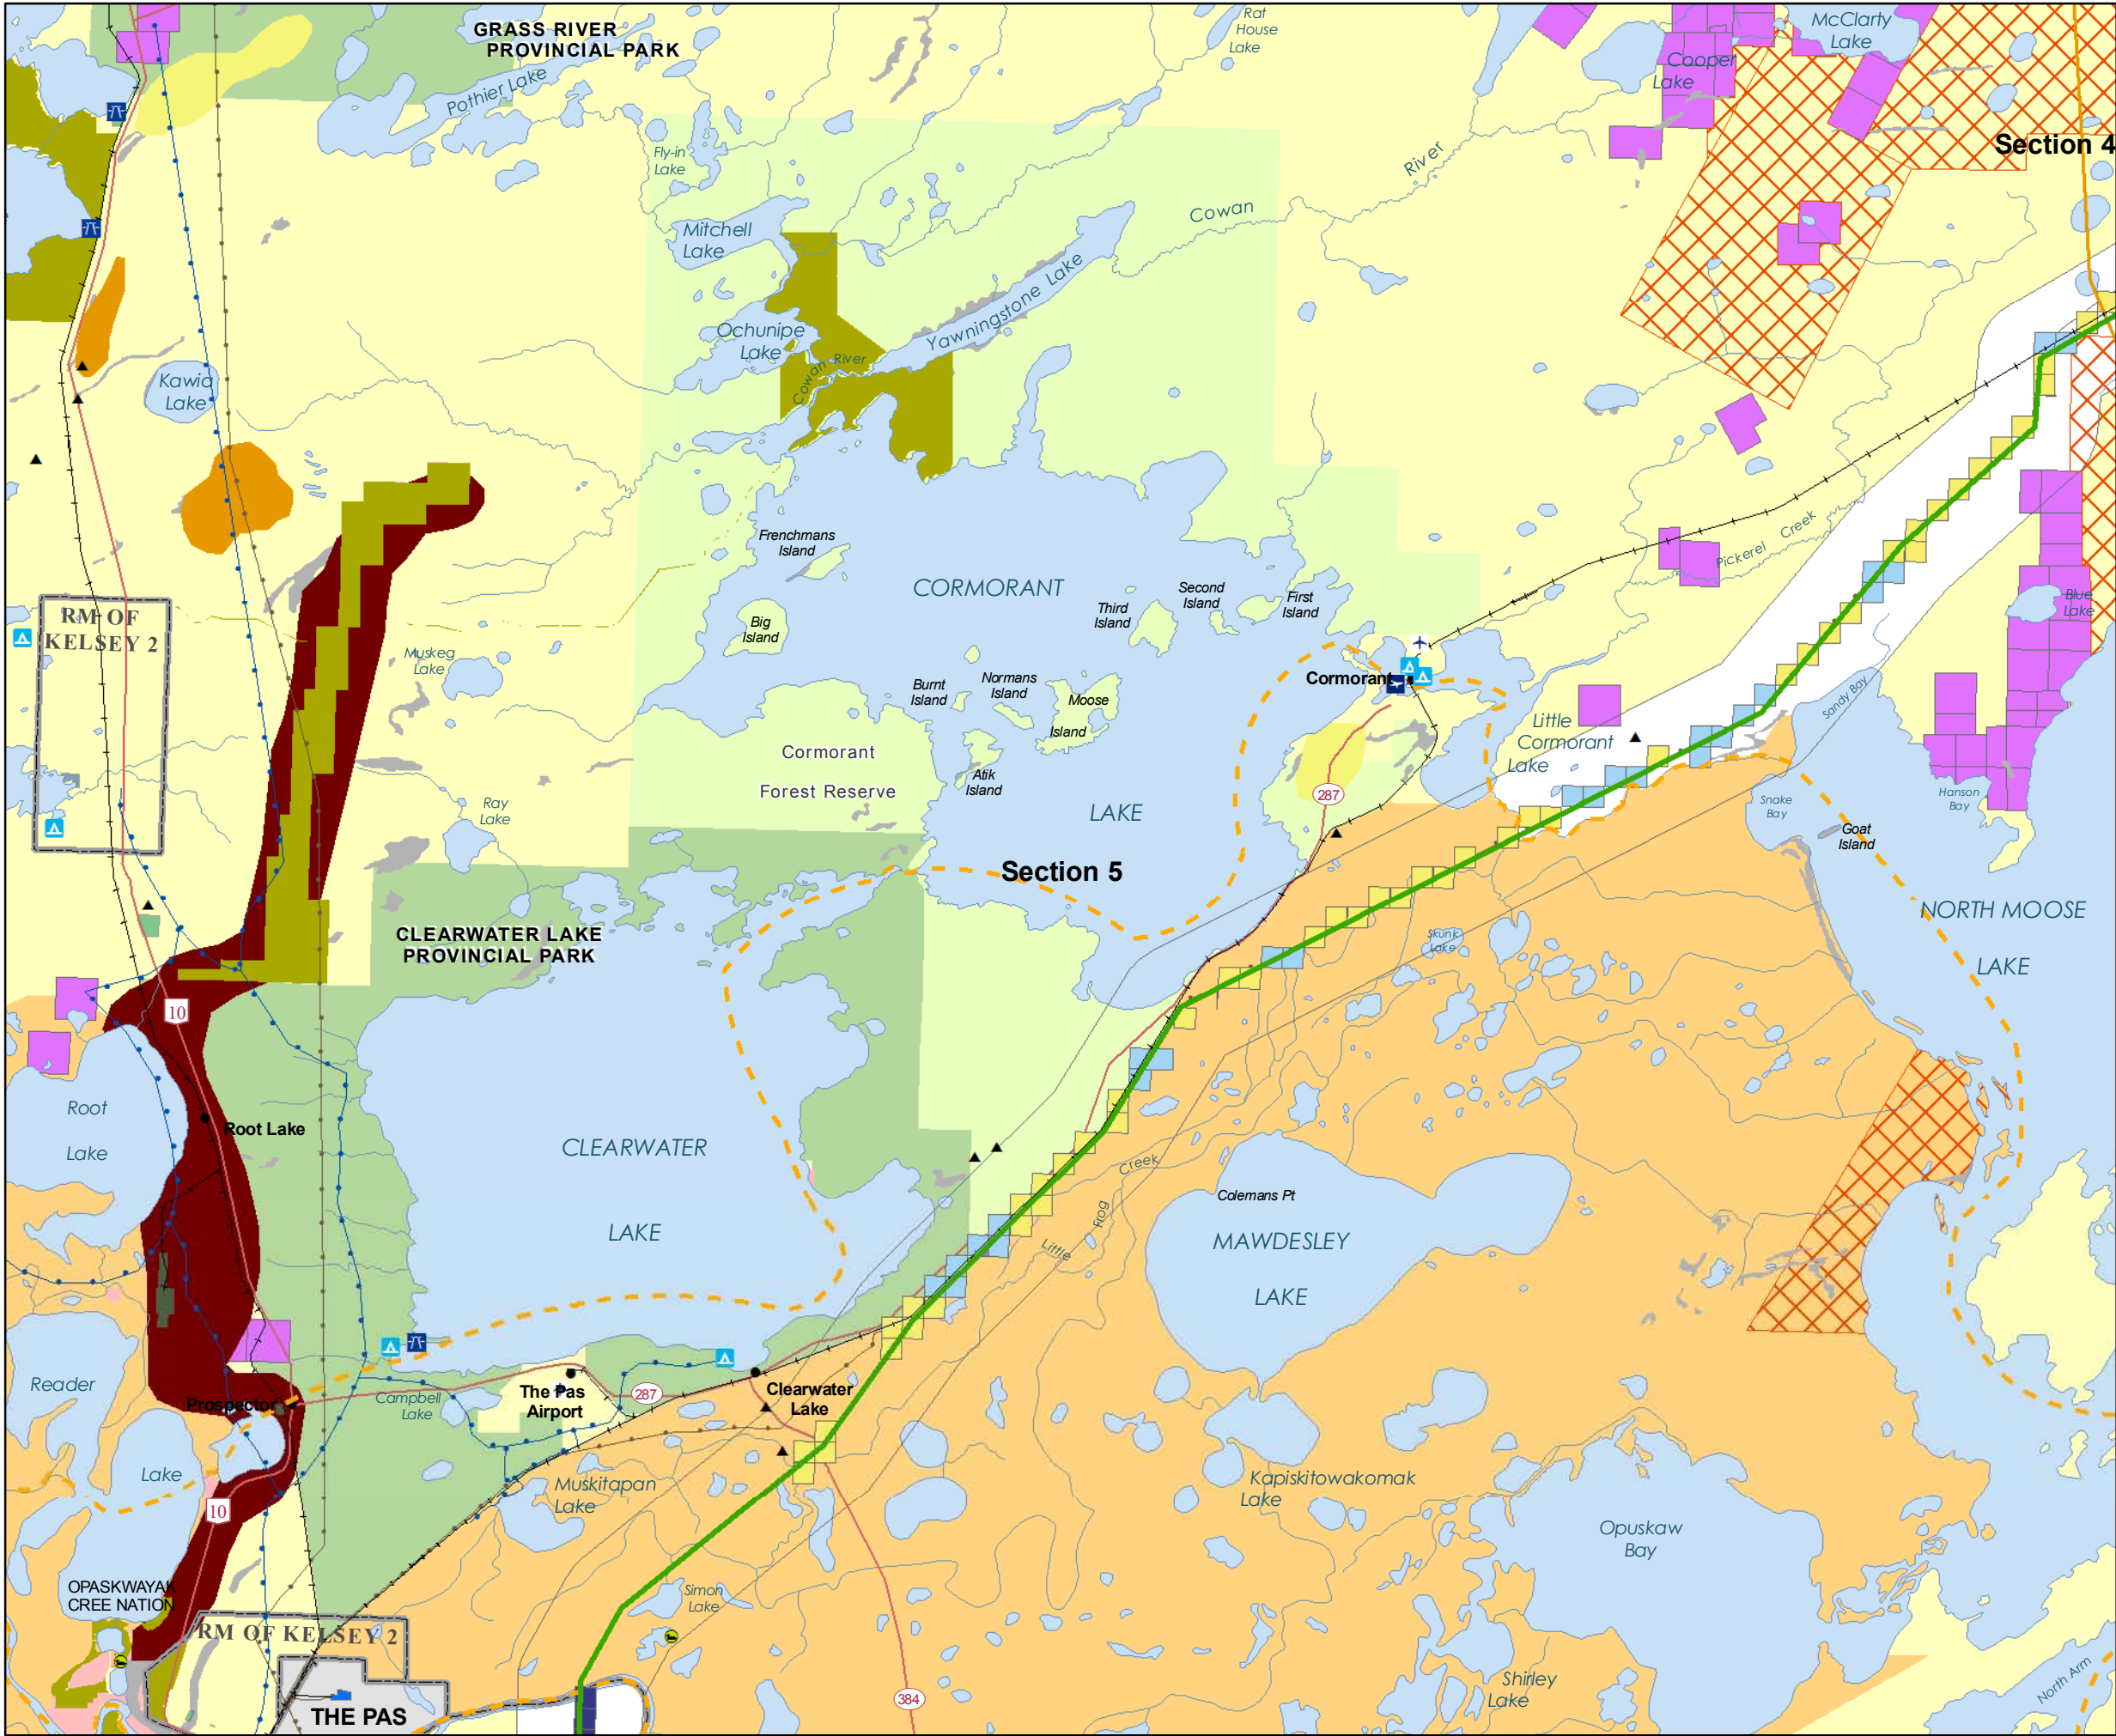 GRASS RIVER
PROVINCIAL PARK
Rat
House
Lake
McClarty
Lake
Pothier Lake
Cooper
Lake
Section 4
Fly-in
Lake
River
Cowan
Mitchell
Lake
Yawningstone Lake
Ochunipe
Lake
Cowan River
Kawia
Lake
Pickerel Creek
Frenchmans
Island
CORMORANT
Second
Island
First
Island
Third
Island
Big
Island
Blue
Lake
RM OF
KELSEY 2
Muskeg
Lake
Burnt
Island
Normans
Island
Moose
Island
Cormorant
Sandy Bay
Little
Cormorant
Lake
Cormorant
Forest Reserve
Atik
Island
287
Ray
Lake
LAKE
Hanson
Bay
Snake
Bay
Goat
Island
Section 5
NORTH MOOSE
LAKE
CLEARWATER LAKE
PROVINCIAL PARK
Skunk
Lake
10
Root
Lake
Root Lake
CLEARWATER
LAKE
Creek
Frog
Little
Colemans Pt
MAWDESLEY
LAKE
Reader
Lake
Prospector
Campbell
Lake
The Pas
Airport
287
Clearwater
Lake
Muskitapan
Lake
Kapiskitowakomak
Lake
10
Opuskaw
Bay
OPASKWAYAK
CREE NATION
Simon
Lake
RM OF KELSEY 2
Shirley
Lake
North Arm
384
THE PAS